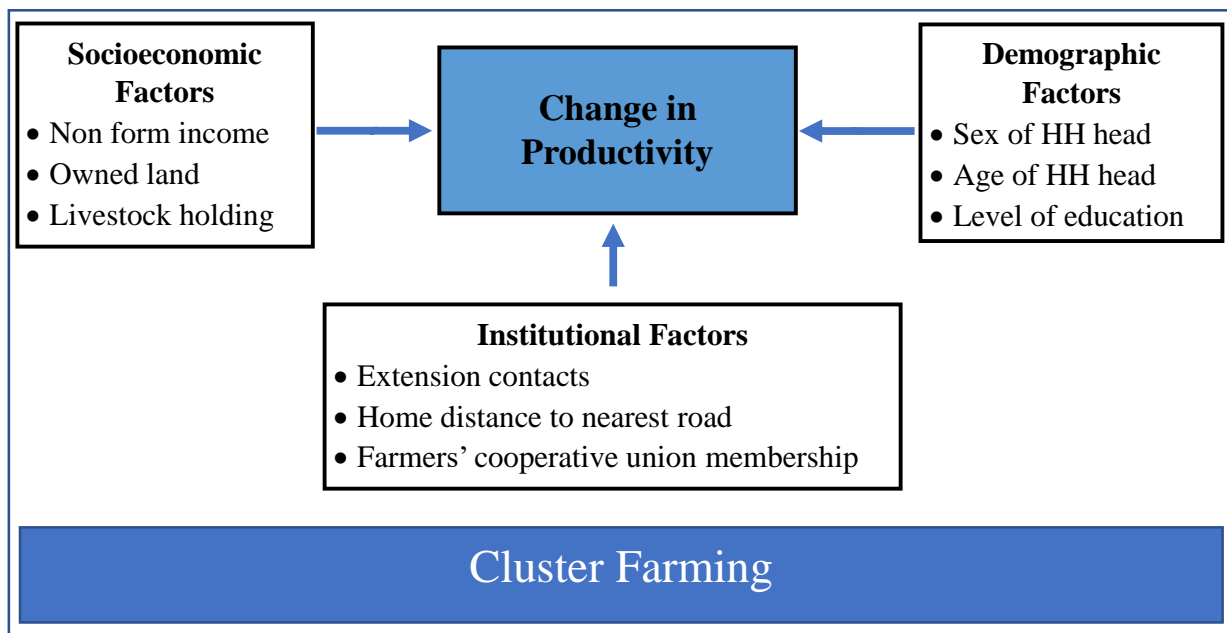 Socioeconomic
Factors
• Non form income
• Owned land
• Livestock holding
Change in
Productivity
Demographic
Factors
• Sex of HH head
• Age of HH head
• Level of education
Institutional Factors
• Extension contacts
• Home distance to nearest road
• Farmers’ cooperative union membership
Cluster Farming